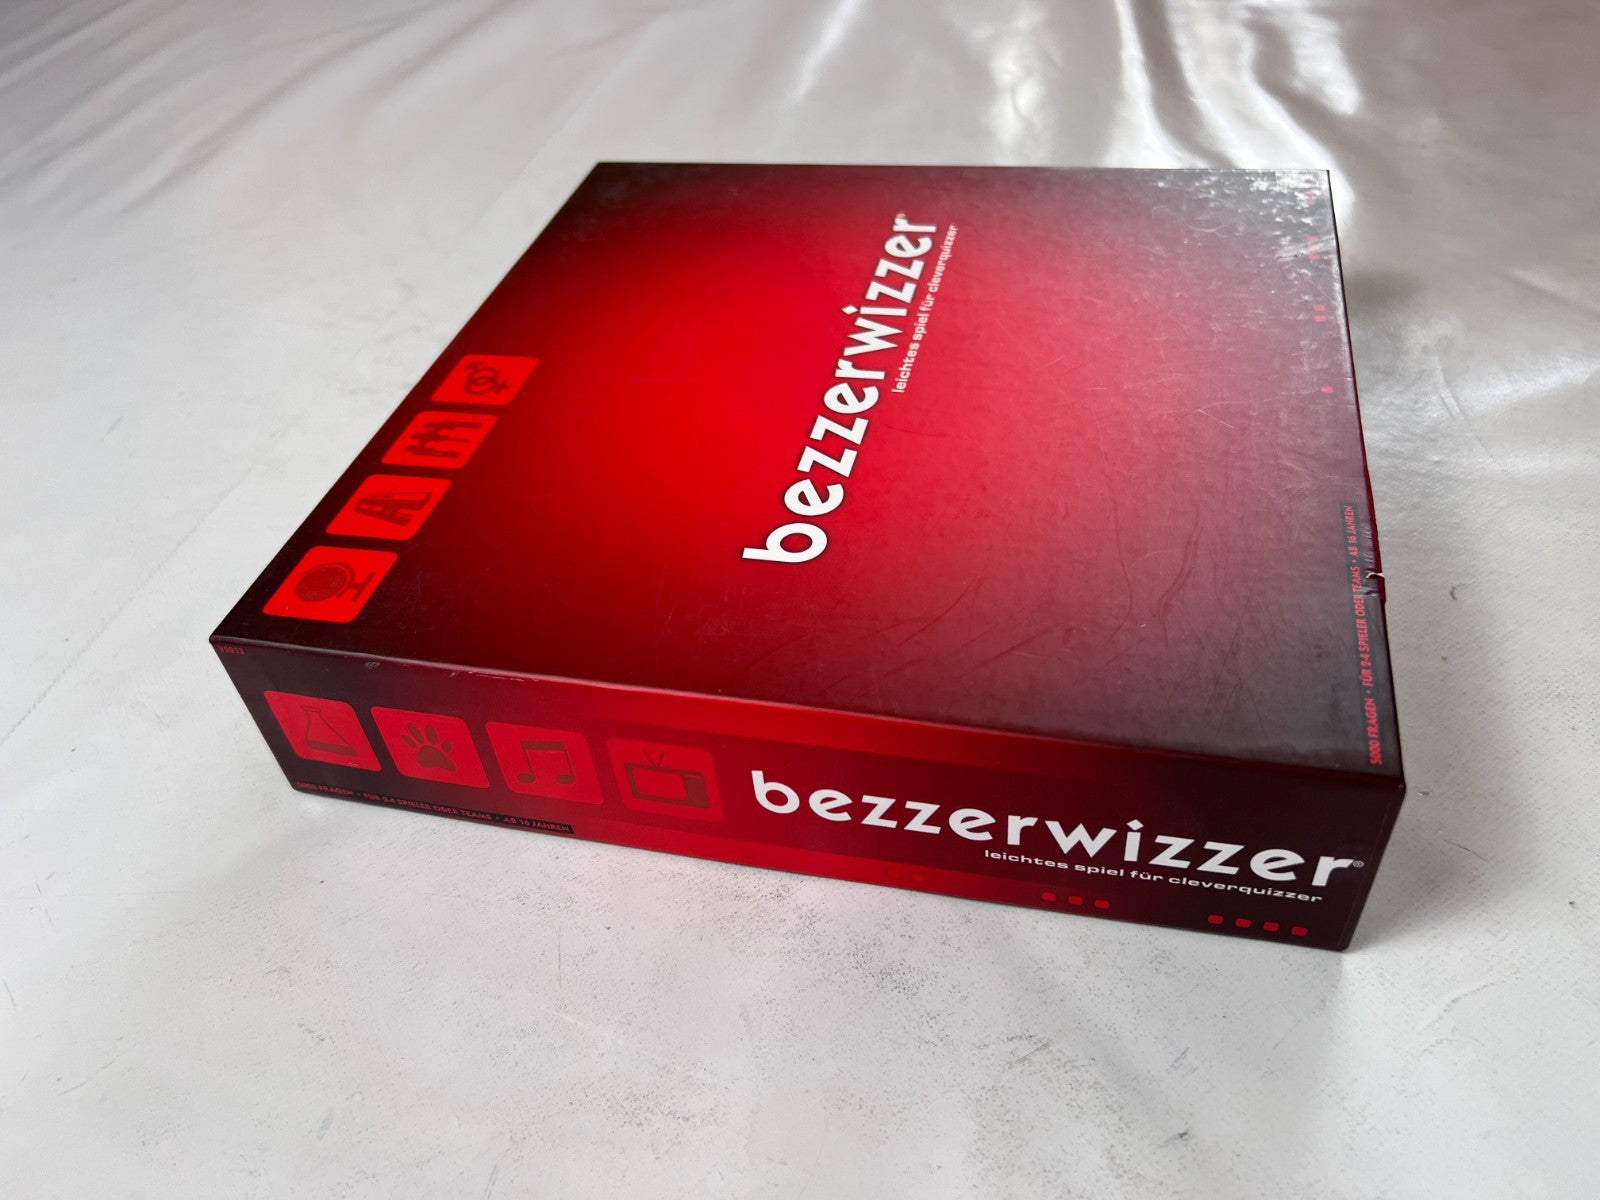 bezzerwizzer®
leichtes spiel für cleverquizzer
5000 FRAGEN • FÜR 2-4 SPIELER ODER TEAMS • AB 16 JAHREN
V9913
5000 FRAGEN • FÜR 2-4 SPIELER ODER TEAMS • AB 16 JAHREN
bezzerwizzer®
leichtes spiel für cleverquizzer